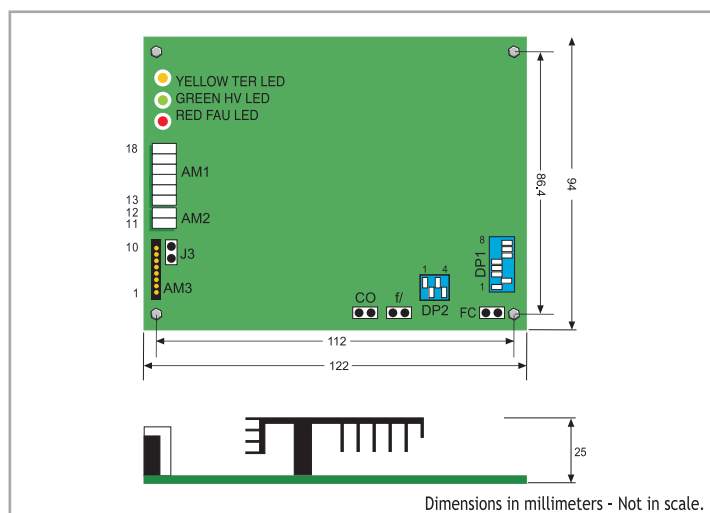 YELLOW TER LED
GREEN HV LED
RED FAU LED
18
AM1
13
12
AM2
11
10
J3
1
AM3
86.4
94
8
DP1
1
1 4
DP2
CO
f/
FC
112
122
25
Dimensions in millimeters - Not in scale.